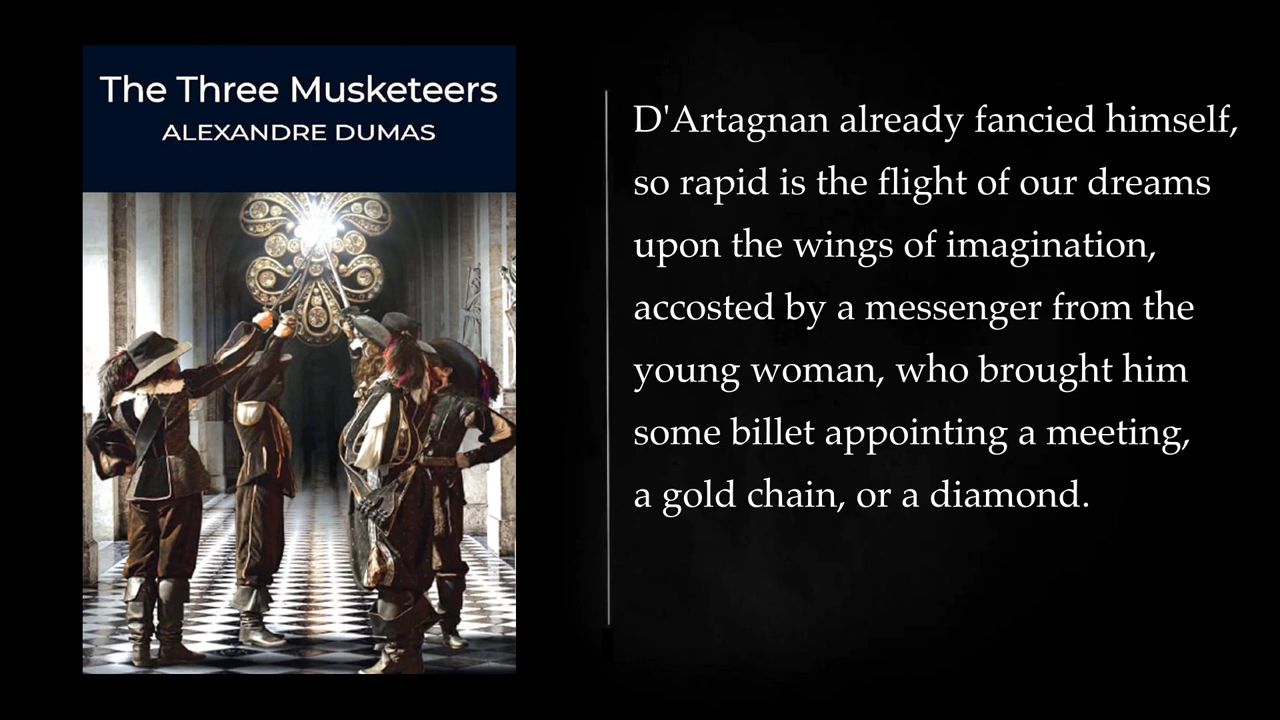 The Three Musketeers
ALEXANDRE DUMAS
D'Artagnan already fancied himself,
so rapid is the flight of our dreams
upon the wings of imagination,
accosted by a messenger from the
young woman, who brought him
some billet appointing a meeting,
a gold chain, or a diamond.